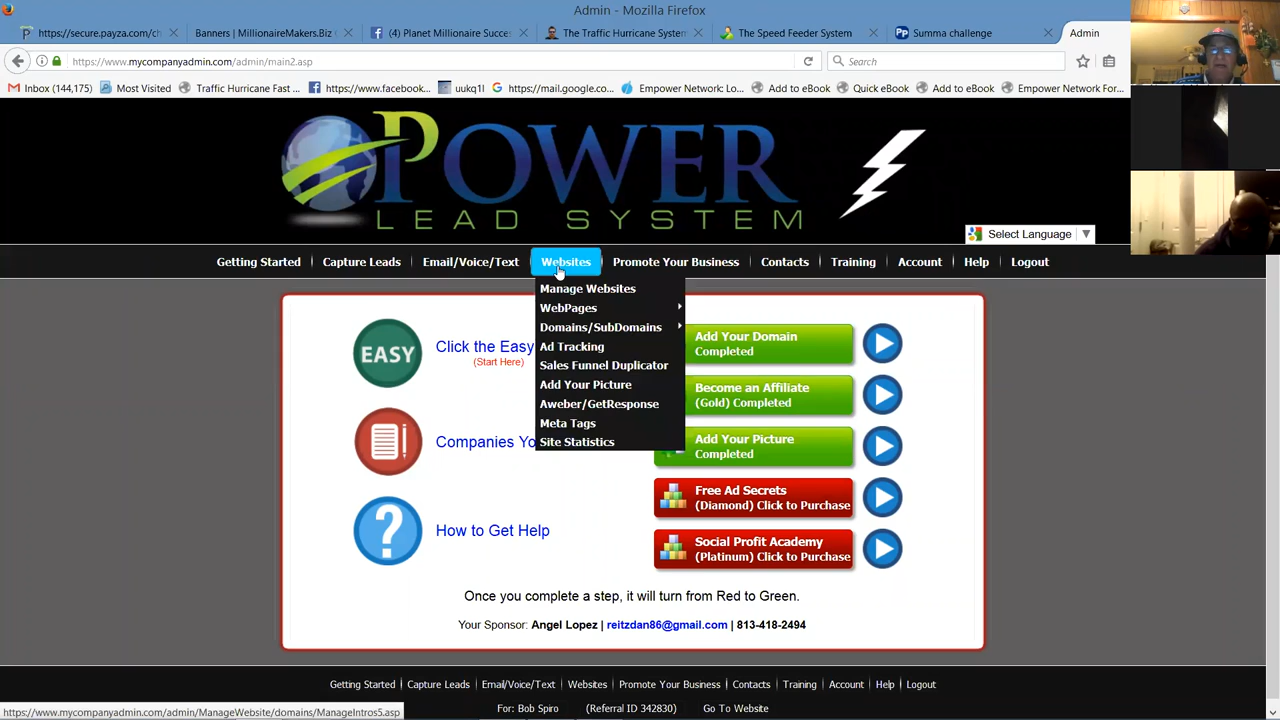 Admin - Mozilla Firefox
https://secure.payza.com/ch
Banners | MillionaireMakers.Biz
(4) Planet Millionaire Succe...
The Traffic Hurricane System
The Speed Feeder System
Pp Summa challenge
Admin
https://www.mycompanyadmin.com/admin/main2.asp
Search
Inbox (144,175)
Most Visited
Traffic Hurricane Fast ...
https://www.facebook...
uukq1l
https://mail.google.co...
Empower Network: Lo...
Add to eBook
Quick eBook
Add to eBook
Empower Network For...
POWER
LEAD SYSTEM
Select Language ▼
Getting Started
Capture Leads
Email/Voice/Text
Websites
Promote Your Business
Contacts
Training
Account
Help
Logout
Manage Websites
WebPages
Domains/SubDomains
Ad Tracking
Sales Funnel Duplicator
Add Your Picture
Aweber/GetResponse
Meta Tags
Site Statistics
EASY
Click the Easy
(Start Here)
Companies Yo
?
How to Get Help
Add Your Domain
Completed
Become an Affiliate
(Gold) Completed
Add Your Picture
Completed
Free Ad Secrets
(Diamond) Click to Purchase
Social Profit Academy
(Platinum) Click to Purchase
Once you complete a step, it will turn from Red to Green.
Your Sponsor: Angel Lopez | reitzdan86@gmail.com | 813-418-2494
Getting Started | Capture Leads | Email/Voice/Text | Websites | Promote Your Business | Contacts | Training | Account | Help | Logout
For: Bob Spiro (Referral ID 342830) Go To Website
https://www.mycompanyadmin.com/admin/ManageWebsite/domains/ManageIntros5.asp